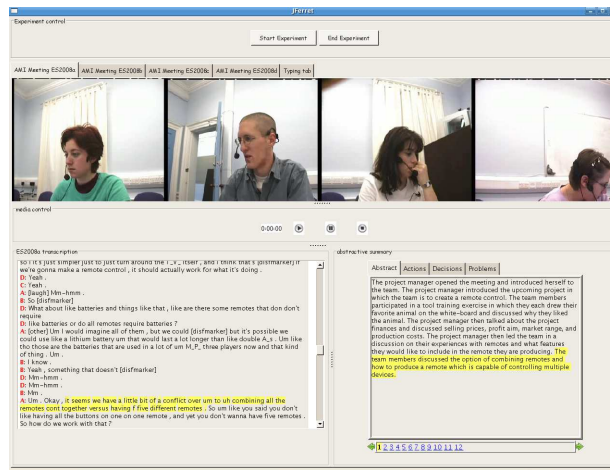 JFerret
Experiment control
Start Experiment End Experiment
AMI Meeting ES2008a AMI Meeting ES2008b AMI Meeting ES2008c AMI Meeting ES2008d Typing tab
media control
0:00:00
ES2008a transcription
so i it's just simpler just to just turn around the T_V_ itself , and I think that's [disfmarker] if
we're gonna make a remote control , it should actually work for what it's doing .
D: Yeah .
C: Yeah .
A: [laugh] Mm-hmm .
B: So [disfmarker]
D: What about like batteries and things like that , like are there some remotes that don don't
require
D: like batteries or do all remotes require batteries ?
A: [other] Um I would imagine all of them , but we could [disfmarker] but it's possible we
could use like a lithium battery um that would last a lot longer than like double A_s . Um like
tho those are the batteries that are used in a lot of um M_P_ three players now and that kind
of thing . Um .
B: I know .
B: Yeah , something that doesn't [disfmarker]
D: Mm-hmm .
D: Mm-hmm .
B: Mm .
A: Um . Okay , it seems we have a little bit of a conflict over um to uh combining all the
remotes cont together versus having f five different remotes . So um like you said you don't
like having all the buttons on one on one remote , and yet you don't wanna have five remotes .
So how do we work with that ?
abstractive summary
Abstract Actions Decisions Problems
The project manager opened the meeting and introduced herself to
the team. The project manager introduced the upcoming project in
which the team is to create a remote control. The team members
participated in a tool training exercise in which they each drew their
favorite animal on the white-board and discussed why they liked
the animal. The project manager then talked about the project
finances and discussed selling prices, profit aim, market range, and
production costs. The project manager then led the team in a
discussion on their experiences with remotes and what features
they would like to include in the remote they are producing. The
team members discussed the option of combining remotes and
how to produce a remote which is capable of controlling multiple
devices.
1 2 3 4 5 6 7 8 9 10 11 12